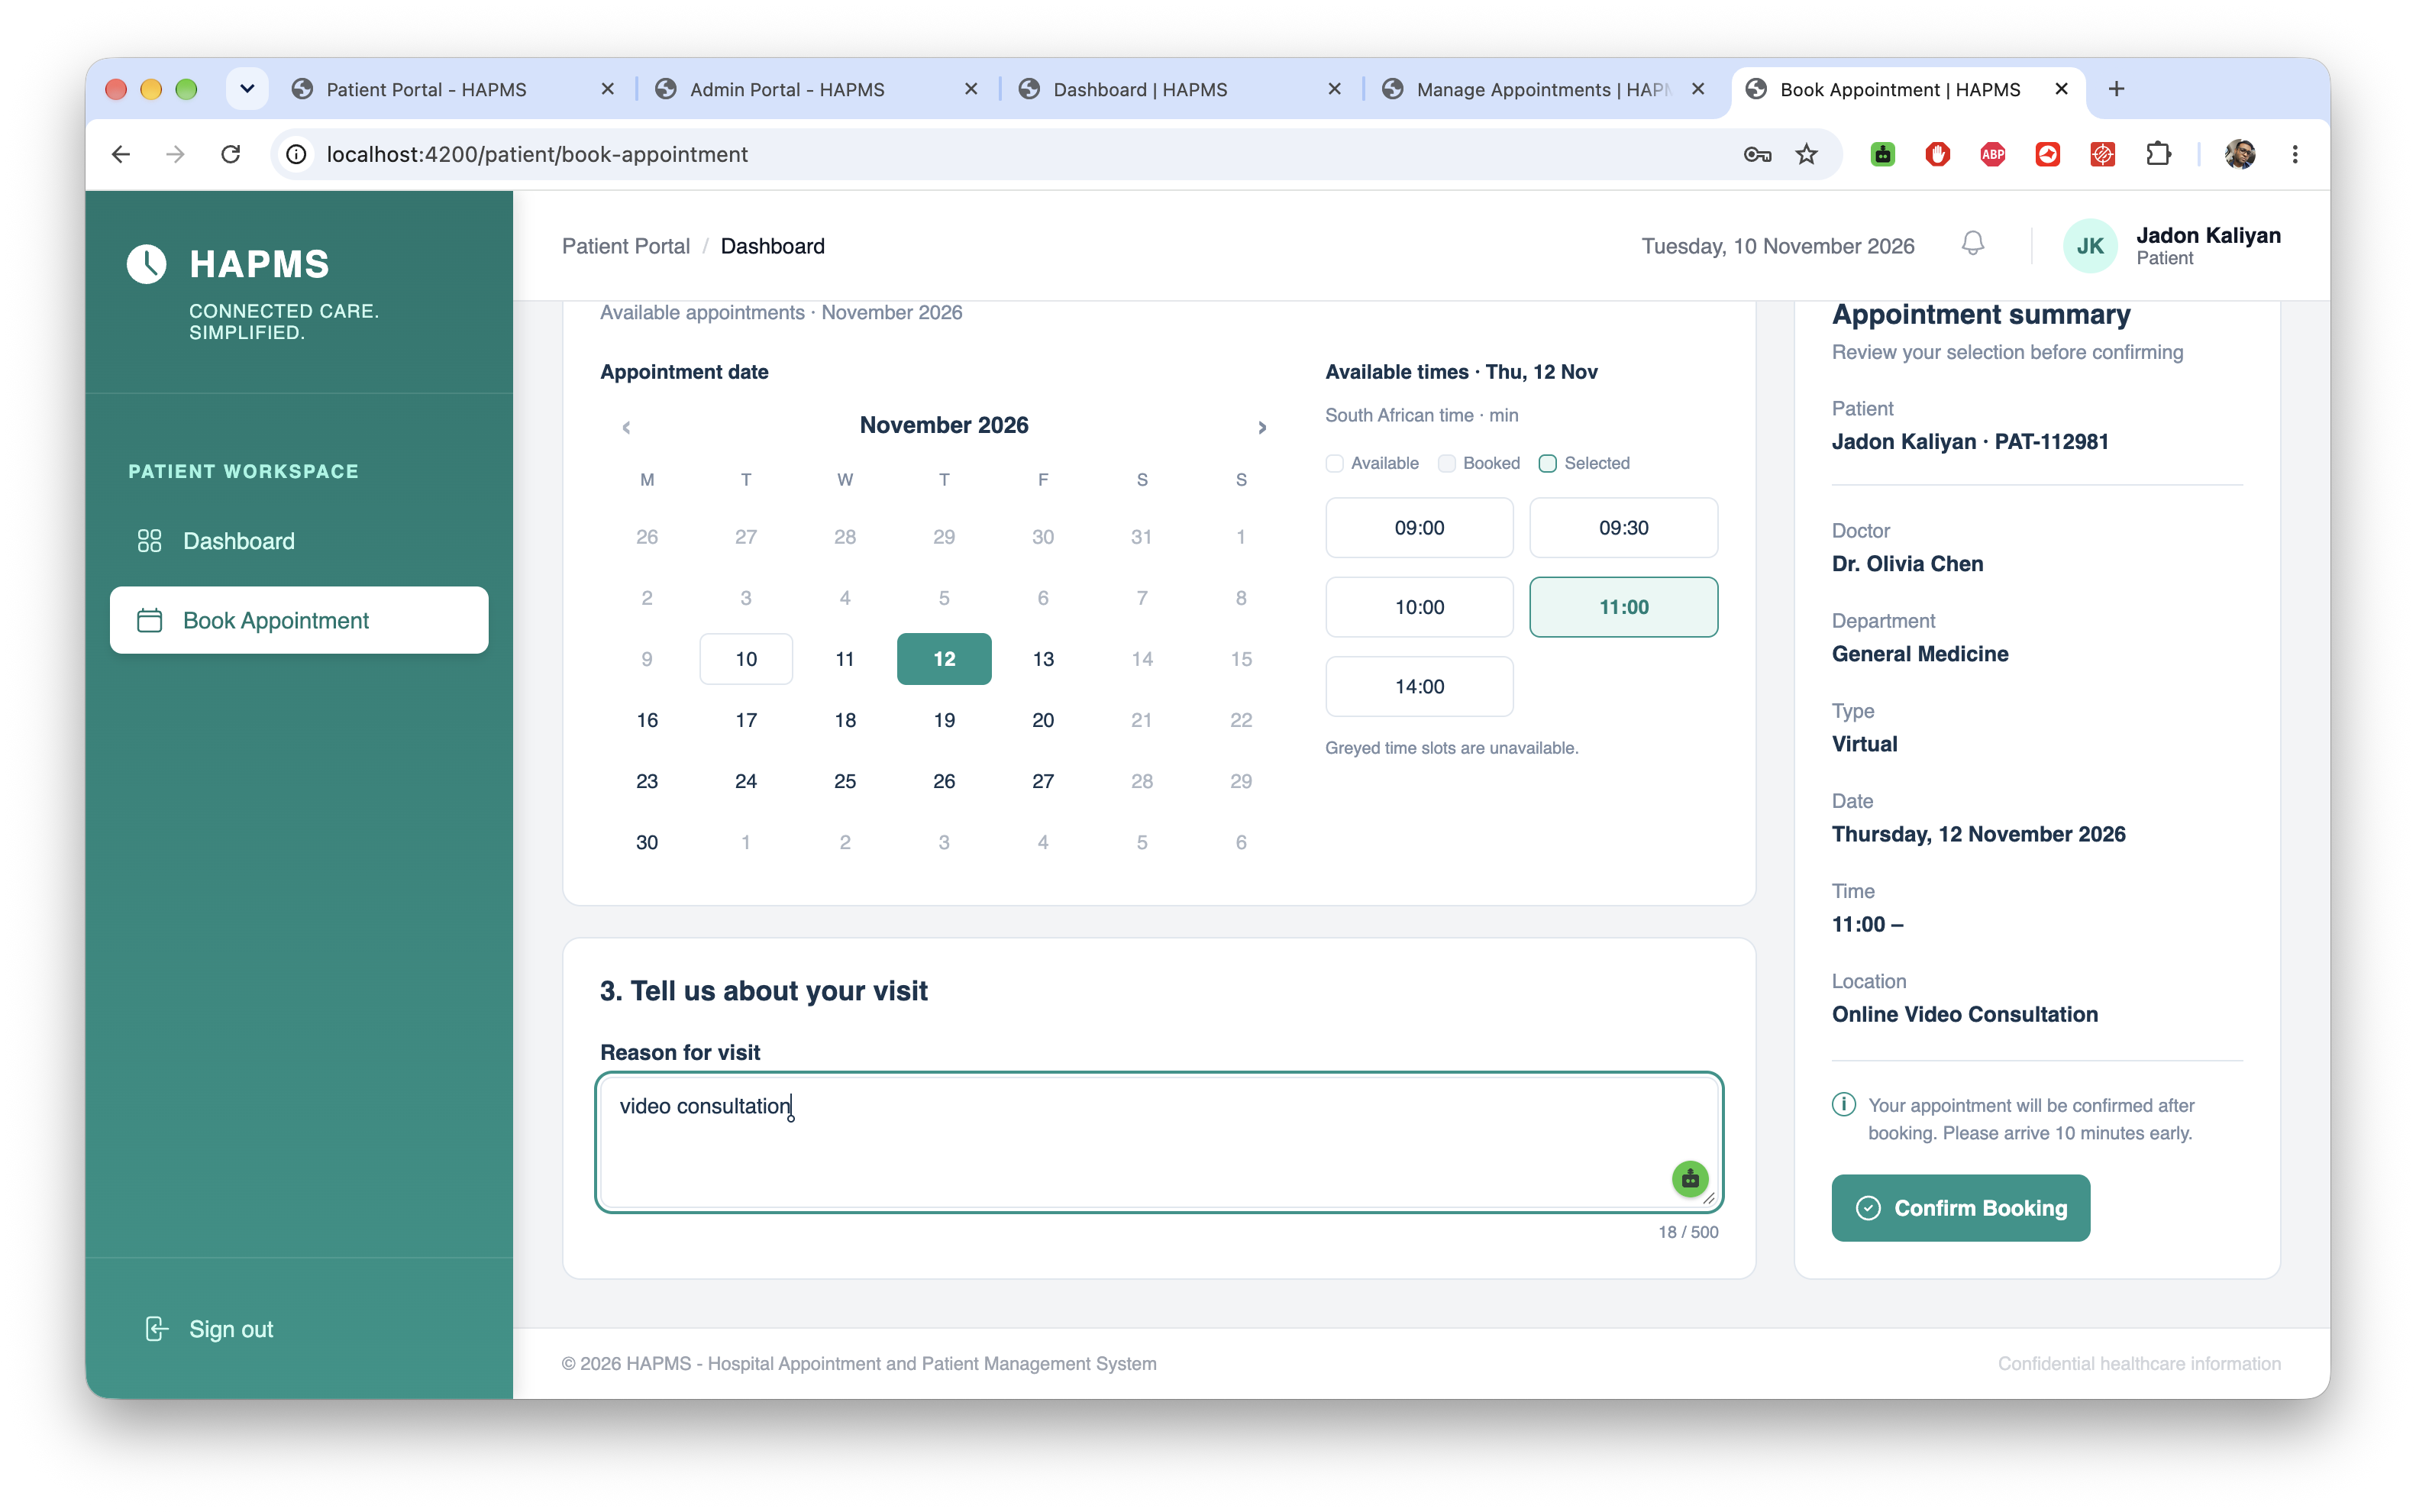 Patient Portal - HAPMS
Admin Portal - HAPMS
Dashboard | HAPMS
Manage Appointments | HAPM
Book Appointment | HAPMS
localhost:4200/patient/book-appointment
ABP
HAPMS
CONNECTED CARE.
SIMPLIFIED.
PATIENT WORKSPACE
Dashboard
Book Appointment
Sign out
Patient Portal / Dashboard
Tuesday, 10 November 2026
JK
Jadon Kaliyan
Patient
Available appointments · November 2026
Appointment date
‹ November 2026 ›
M T W T F S S
26 27 28 29 30 31 1
2 3 4 5 6 7 8
9 10 11 12 13 14 15
16 17 18 19 20 21 22
23 24 25 26 27 28 29
30 1 2 3 4 5 6
Available times · Thu, 12 Nov
South African time · min
Available Booked Selected
09:00 09:30
10:00 11:00
14:00
Greyed time slots are unavailable.
3. Tell us about your visit
Reason for visit
video consultation
18 / 500
Appointment summary
Review your selection before confirming
Patient
Jadon Kaliyan · PAT-112981
Doctor
Dr. Olivia Chen
Department
General Medicine
Type
Virtual
Date
Thursday, 12 November 2026
Time
11:00 –
Location
Online Video Consultation
Your appointment will be confirmed after
booking. Please arrive 10 minutes early.
Confirm Booking
© 2026 HAPMS - Hospital Appointment and Patient Management System
Confidential healthcare information